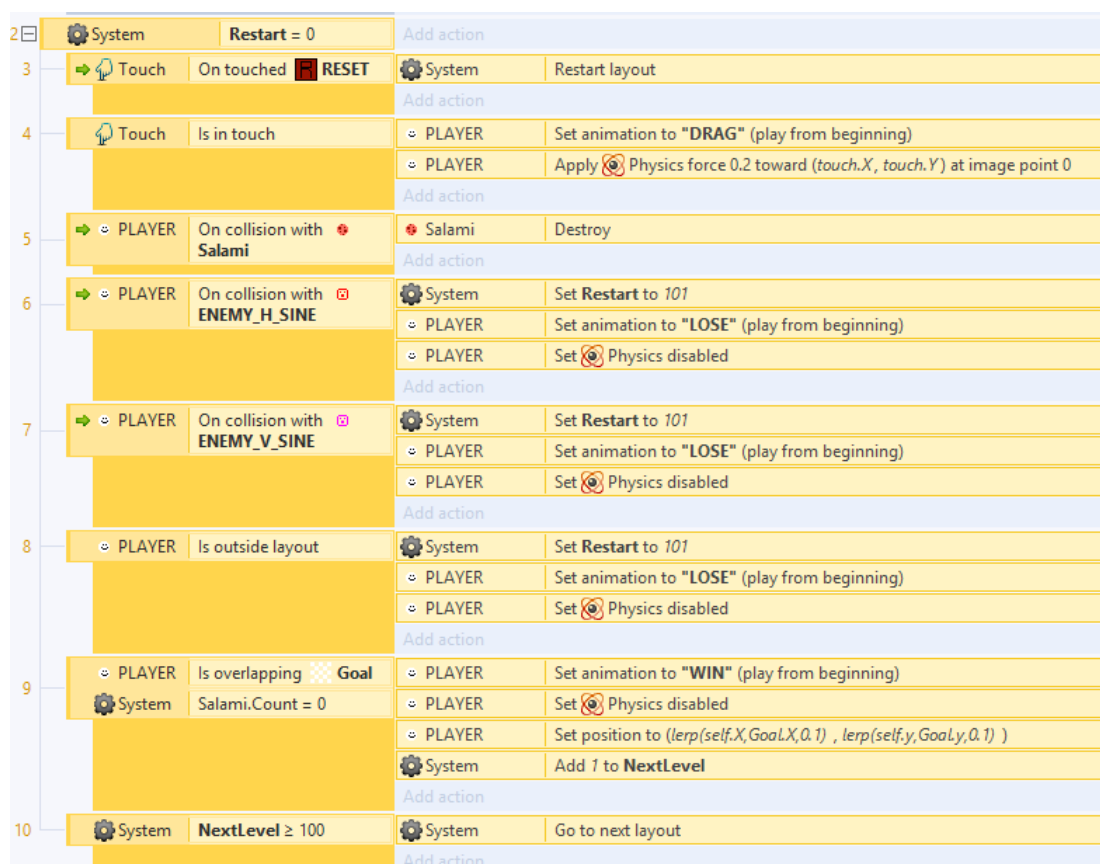 2 System Restart = 0 Add action
3 Touch On touched RESET System Restart layout
Add action
4 Touch Is in touch PLAYER Set animation to "DRAG" (play from beginning)
PLAYER Apply Physics force 0.2 toward (touch.X, touch.Y) at image point 0
Add action
5 PLAYER On collision with Salami Salami Destroy
Add action
6 PLAYER On collision with ENEMY_H_SINE System Set Restart to 101
PLAYER Set animation to "LOSE" (play from beginning)
PLAYER Set Physics disabled
Add action
7 PLAYER On collision with ENEMY_V_SINE System Set Restart to 101
PLAYER Set animation to "LOSE" (play from beginning)
PLAYER Set Physics disabled
Add action
8 PLAYER Is outside layout System Set Restart to 101
PLAYER Set animation to "LOSE" (play from beginning)
PLAYER Set Physics disabled
Add action
9 PLAYER Is overlapping Goal PLAYER Set animation to "WIN" (play from beginning)
System Salami.Count = 0 PLAYER Set Physics disabled
PLAYER Set position to (lerp(self.X,Goal.X,0.1) , lerp(self.y,Goal.y,0.1) )
System Add 1 to NextLevel
Add action
10 System NextLevel ≥ 100 System Go to next layout
Add action